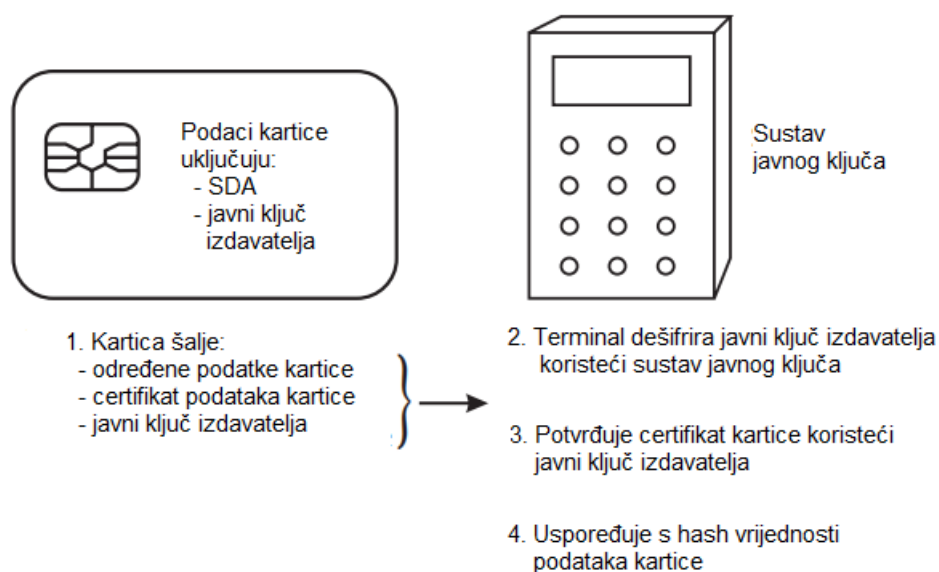 Podaci kartice
uključuju:
- SDA
- javni ključ
izdavatelja
Sustav
javnog ključa
1. Kartica šalje:
- određene podatke kartice
- certifikat podataka kartice
- javni ključ izdavatelja
2. Terminal dešifrira javni ključ izdavatelja
koristeći sustav javnog ključa
3. Potvrđuje certifikat kartice koristeći
javni ključ izdavatelja
4. Uspoređuje s hash vrijednosti
podataka kartice